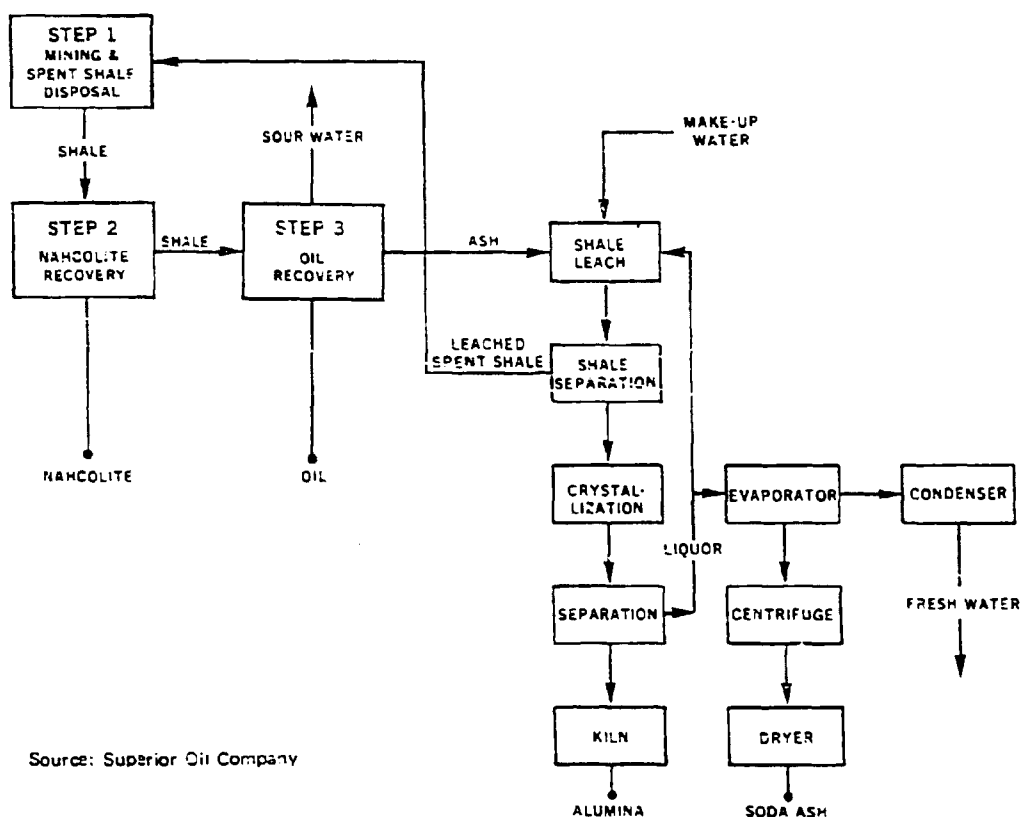 STEP 1
MINING &
SPENT SHALE
DISPOSAL
SHALE
SOUR WATER
MAKE-UP
WATER
STEP 2
NAHCOLITE
RECOVERY
SHALE
STEP 3
OIL
RECOVERY
ASH
SHALE
LEACH
LEACHED
SPENT SHALE
SHALE
SEPARATION
NAHCOLITE
OIL
CRYSTAL-
LIZATION
EVAPORATOR
CONDENSER
LIQUOR
SEPARATION
CENTRIFUGE
FRESH WATER
KILN
DRYER
Source: Superior Oil Company
ALUMINA
SODA ASH